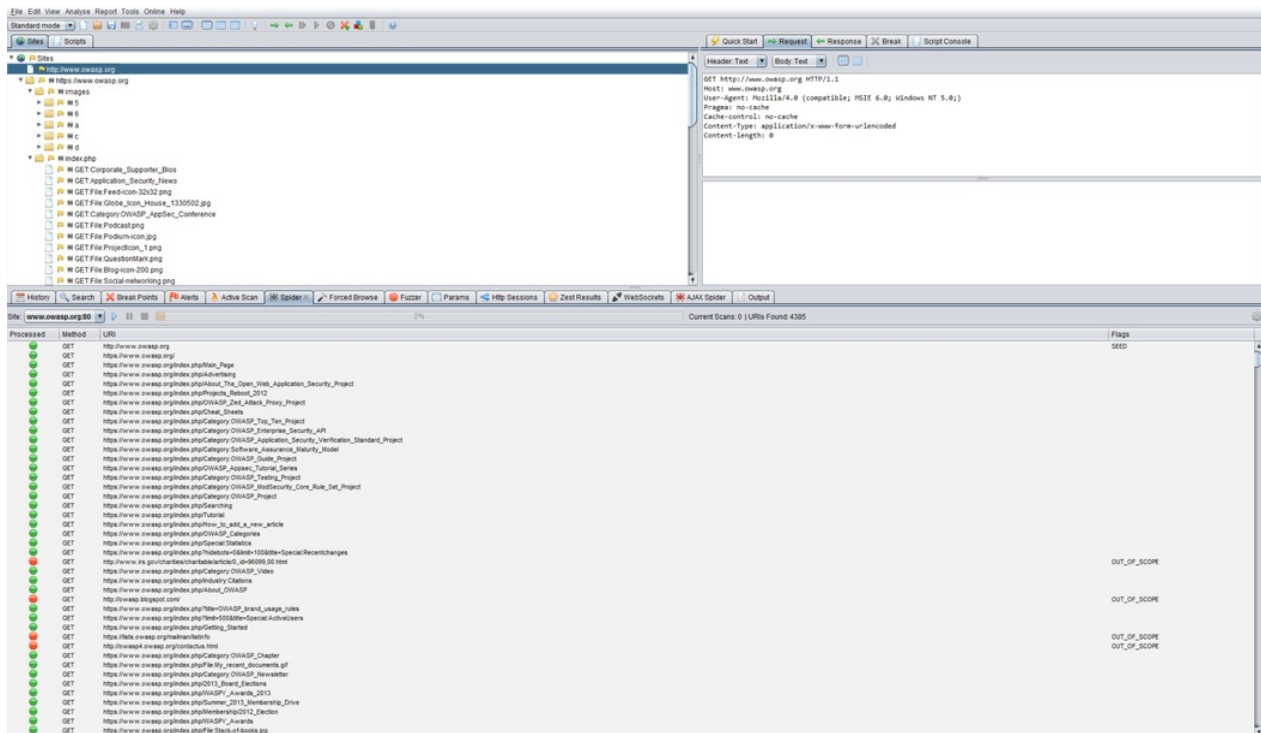 File Edit View Analyse Report Tools Online Help
Standard mode
Sites Scripts
Quick Start Request Response Break Script Console
Sites
http://www.owasp.org
https://www.owasp.org
images
5
6
a
c
d
index.php
GET:Corporate_Supporter_Bios
GET:Application_Security_News
GET:File:Feed-icon-32x32.png
GET:File:Globe_Icon_House_1330502.jpg
GET:Category:OWASP_AppSec_Conference
GET:File:Podcast.png
GET:File:Podium-icon.jpg
GET:File:ProjectIcon_1.png
GET:File:QuestionMark.png
GET:File:Blog-icon-200.png
GET:File:Social-networking.png
Header: Text Body: Text
GET http://www.owasp.org HTTP/1.1
Host: www.owasp.org
User-Agent: Mozilla/4.0 (compatible; MSIE 6.0; Windows NT 5.0;)
Pragma: no-cache
Cache-control: no-cache
Content-Type: application/x-www-form-urlencoded
Content-length: 0
History Search Break Points Alerts Active Scan Spider Forced Browse Fuzzer Params Http Sessions Zest Results WebSockets AJAX Spider Output
Site: www.owasp.org:80 2% Current Scans: 0 | URIs Found: 4385
Processed Method URI Flags
GET http://www.owasp.org SEED
GET https://www.owasp.org/
GET https://www.owasp.org/index.php/Main_Page
GET https://www.owasp.org/index.php/Advertising
GET https://www.owasp.org/index.php/About_The_Open_Web_Application_Security_Project
GET https://www.owasp.org/index.php/Projects_Reboot_2012
GET https://www.owasp.org/index.php/OWASP_Zed_Attack_Proxy_Project
GET https://www.owasp.org/index.php/Cheat_Sheets
GET https://www.owasp.org/index.php/Category:OWASP_Top_Ten_Project
GET https://www.owasp.org/index.php/Category:OWASP_Enterprise_Security_API
GET https://www.owasp.org/index.php/Category:OWASP_Application_Security_Verification_Standard_Project
GET https://www.owasp.org/index.php/Category:Software_Assurance_Maturity_Model
GET https://www.owasp.org/index.php/Category:OWASP_Guide_Project
GET https://www.owasp.org/index.php/OWASP_Appsec_Tutorial_Series
GET https://www.owasp.org/index.php/Category:OWASP_Testing_Project
GET https://www.owasp.org/index.php/Category:OWASP_ModSecurity_Core_Rule_Set_Project
GET https://www.owasp.org/index.php/Category:OWASP_Project
GET https://www.owasp.org/index.php/Searching
GET https://www.owasp.org/index.php/Tutorial
GET https://www.owasp.org/index.php/How_to_add_a_new_article
GET https://www.owasp.org/index.php/OWASP_Categories
GET https://www.owasp.org/index.php/Special:Statistics
GET https://www.owasp.org/index.php?hidebots=0&limit=100&title=Special:Recentchanges
GET http://www.irs.gov/charities/charitable/article/0,,id=96099,00.html OUT_OF_SCOPE
GET https://www.owasp.org/index.php/Category:OWASP_Video
GET https://www.owasp.org/index.php/Industry:Citations
GET https://www.owasp.org/index.php/About_OWASP
GET http://owasp.blogspot.com/ OUT_OF_SCOPE
GET https://www.owasp.org/index.php?title=OWASP_brand_usage_rules
GET https://www.owasp.org/index.php?limit=500&title=Special:ActiveUsers
GET https://www.owasp.org/index.php/Getting_Started
GET https://lists.owasp.org/mailman/listinfo OUT_OF_SCOPE
GET http://owasp4.owasp.org/contactus.html OUT_OF_SCOPE
GET https://www.owasp.org/index.php/Category:OWASP_Chapter
GET https://www.owasp.org/index.php/File:My_recent_documents.gif
GET https://www.owasp.org/index.php/Category:OWASP_Newsletter
GET https://www.owasp.org/index.php/2013_Board_Elections
GET https://www.owasp.org/index.php/WASPY_Awards_2013
GET https://www.owasp.org/index.php/Summer_2013_Membership_Drive
GET https://www.owasp.org/index.php/Membership/2012_Election
GET https://www.owasp.org/index.php/WASPY_Awards
GET https://www.owasp.org/index.php/File:Stack-of-books.jpg